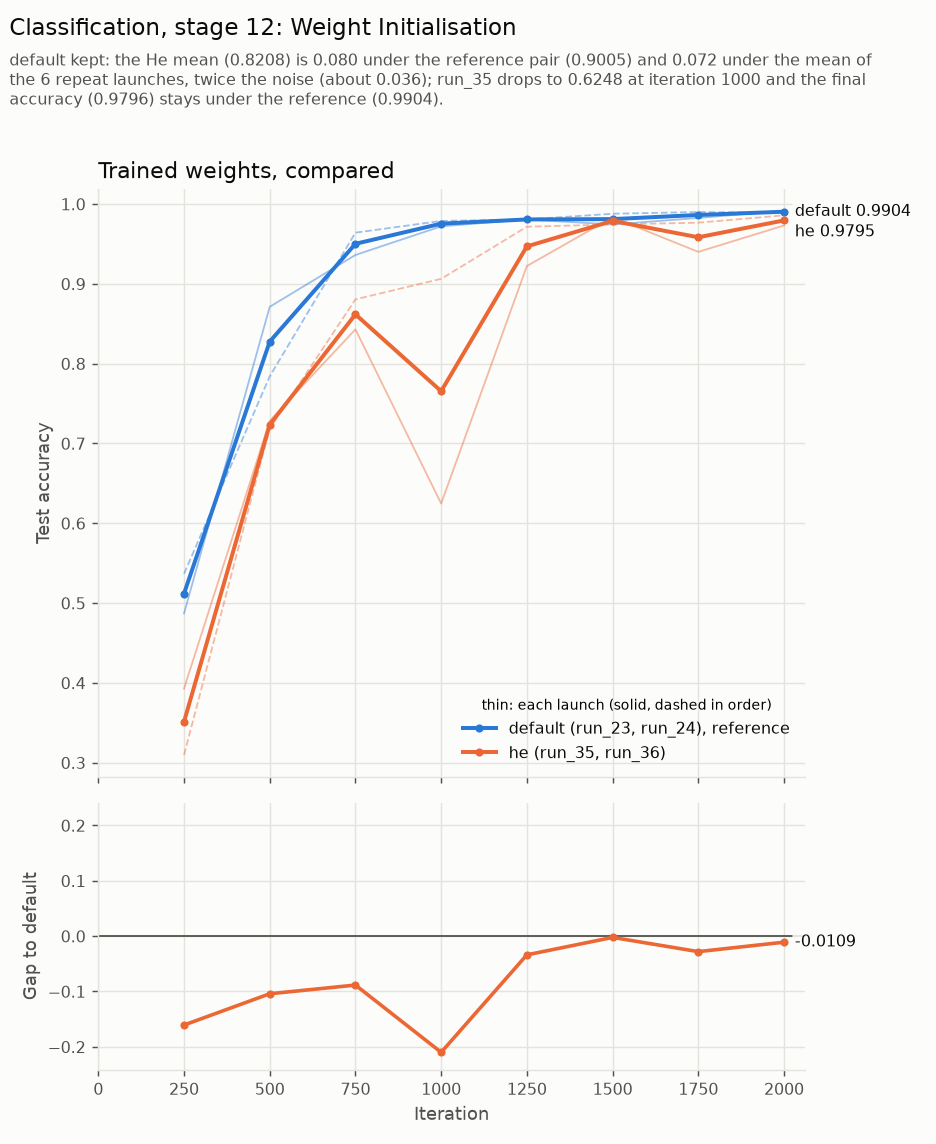 Classification, stage 12: Weight Initialisation
default kept: the He mean (0.8208) is 0.080 under the reference pair (0.9005) and 0.072 under the mean of
the 6 repeat launches, twice the noise (about 0.036); run_35 drops to 0.6248 at iteration 1000 and the final
accuracy (0.9796) stays under the reference (0.9904).
Trained weights, compared
1.0
0.9
0.8
0.7
0.6
0.5
0.4
0.3
Test accuracy
default 0.9904
he 0.9795
thin: each launch (solid, dashed in order)
default (run_23, run_24), reference
he (run_35, run_36)
0.2
0.1
0.0
−0.1
−0.2
Gap to default
-0.0109
0 250 500 750 1000 1250 1500 1750 2000
Iteration